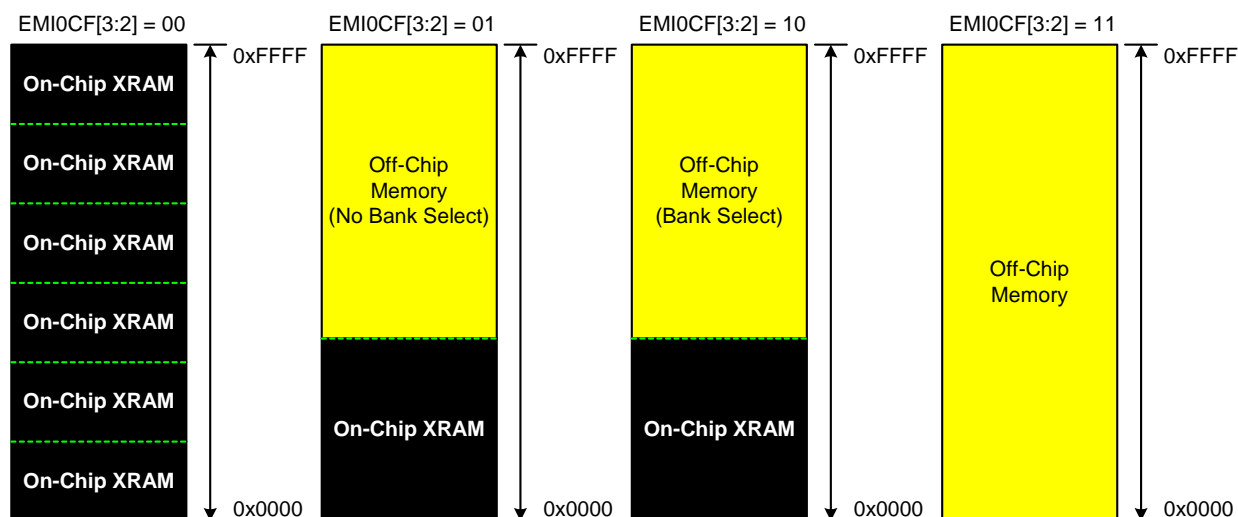 EMI0CF[3:2] = 00
EMI0CF[3:2] = 01
EMI0CF[3:2] = 10
EMI0CF[3:2] = 11
On-Chip XRAM
On-Chip XRAM
On-Chip XRAM
On-Chip XRAM
On-Chip XRAM
On-Chip XRAM
0xFFFF
0x0000
Off-Chip
Memory
(No Bank Select)
On-Chip XRAM
0xFFFF
0x0000
Off-Chip
Memory
(Bank Select)
On-Chip XRAM
0xFFFF
0x0000
Off-Chip
Memory
0xFFFF
0x0000